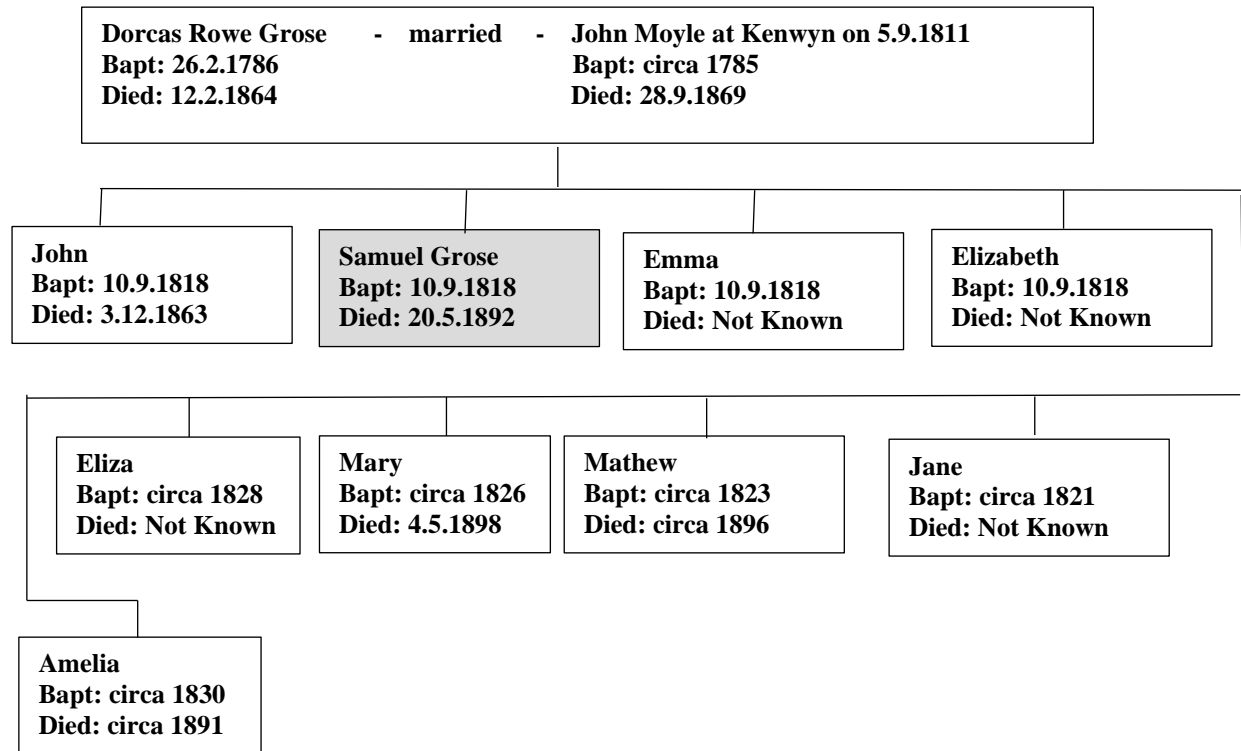 Dorcas Rowe Grose - married - John Moyle at Kenwyn on 5.9.1811
Bapt: 26.2.1786 Bapt: circa 1785
Died: 12.2.1864 Died: 28.9.1869
John
Bapt: 10.9.1818
Died: 3.12.1863
Samuel Grose
Bapt: 10.9.1818
Died: 20.5.1892
Emma
Bapt: 10.9.1818
Died: Not Known
Elizabeth
Bapt: 10.9.1818
Died: Not Known
Eliza
Bapt: circa 1828
Died: Not Known
Mary
Bapt: circa 1826
Died: 4.5.1898
Mathew
Bapt: circa 1823
Died: circa 1896
Jane
Bapt: circa 1821
Died: Not Known
Amelia
Bapt: circa 1830
Died: circa 1891